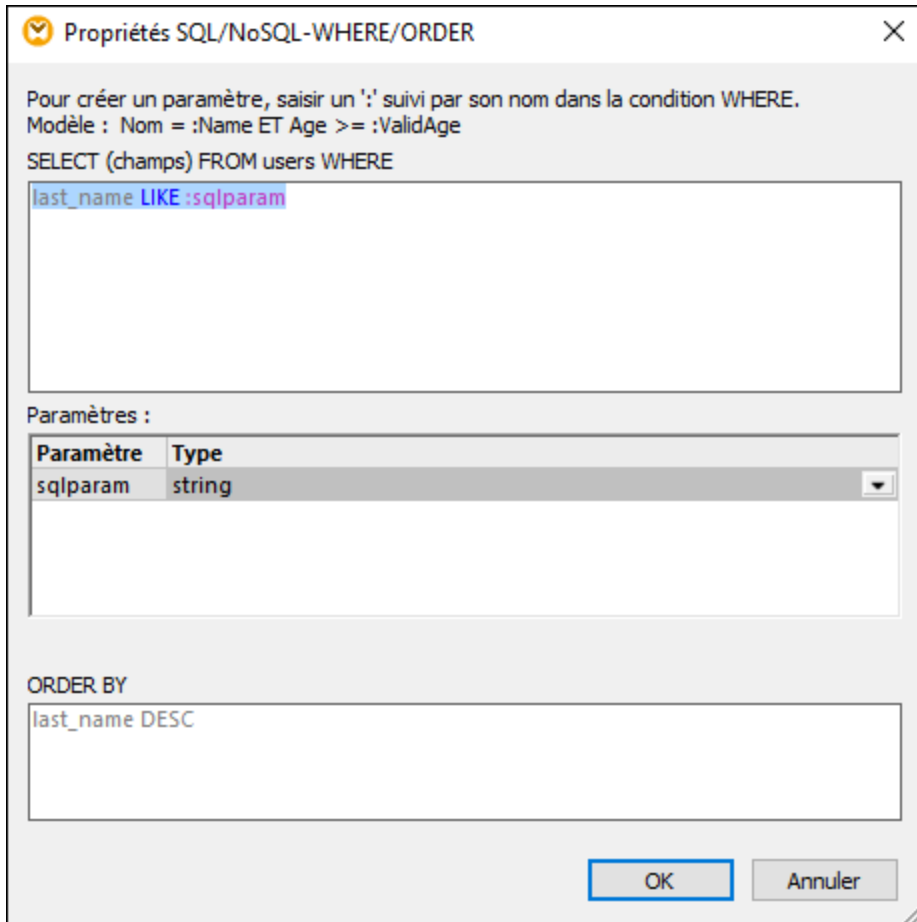 Propriétés SQL/NoSQL-WHERE/ORDER
Pour créer un paramètre, saisir un ':' suivi par son nom dans la condition WHERE.
Modèle :  Nom = :Name ET Age >= :ValidAge
SELECT (champs) FROM users WHERE
last_name LIKE :sqlparam
Paramètres :
Paramètre Type
sqlparam string
ORDER BY
last_name DESC
OK Annuler